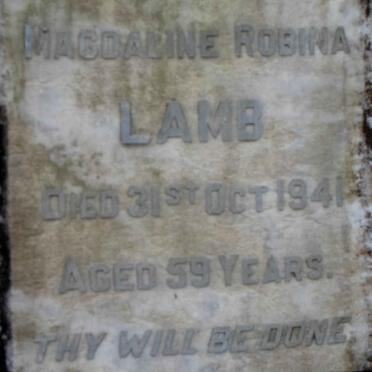 MAGDALINE ROBINA
LAMB
DIED 31ST OCT 1941
AGED 59 YEARS.
THY WILL BE DONE